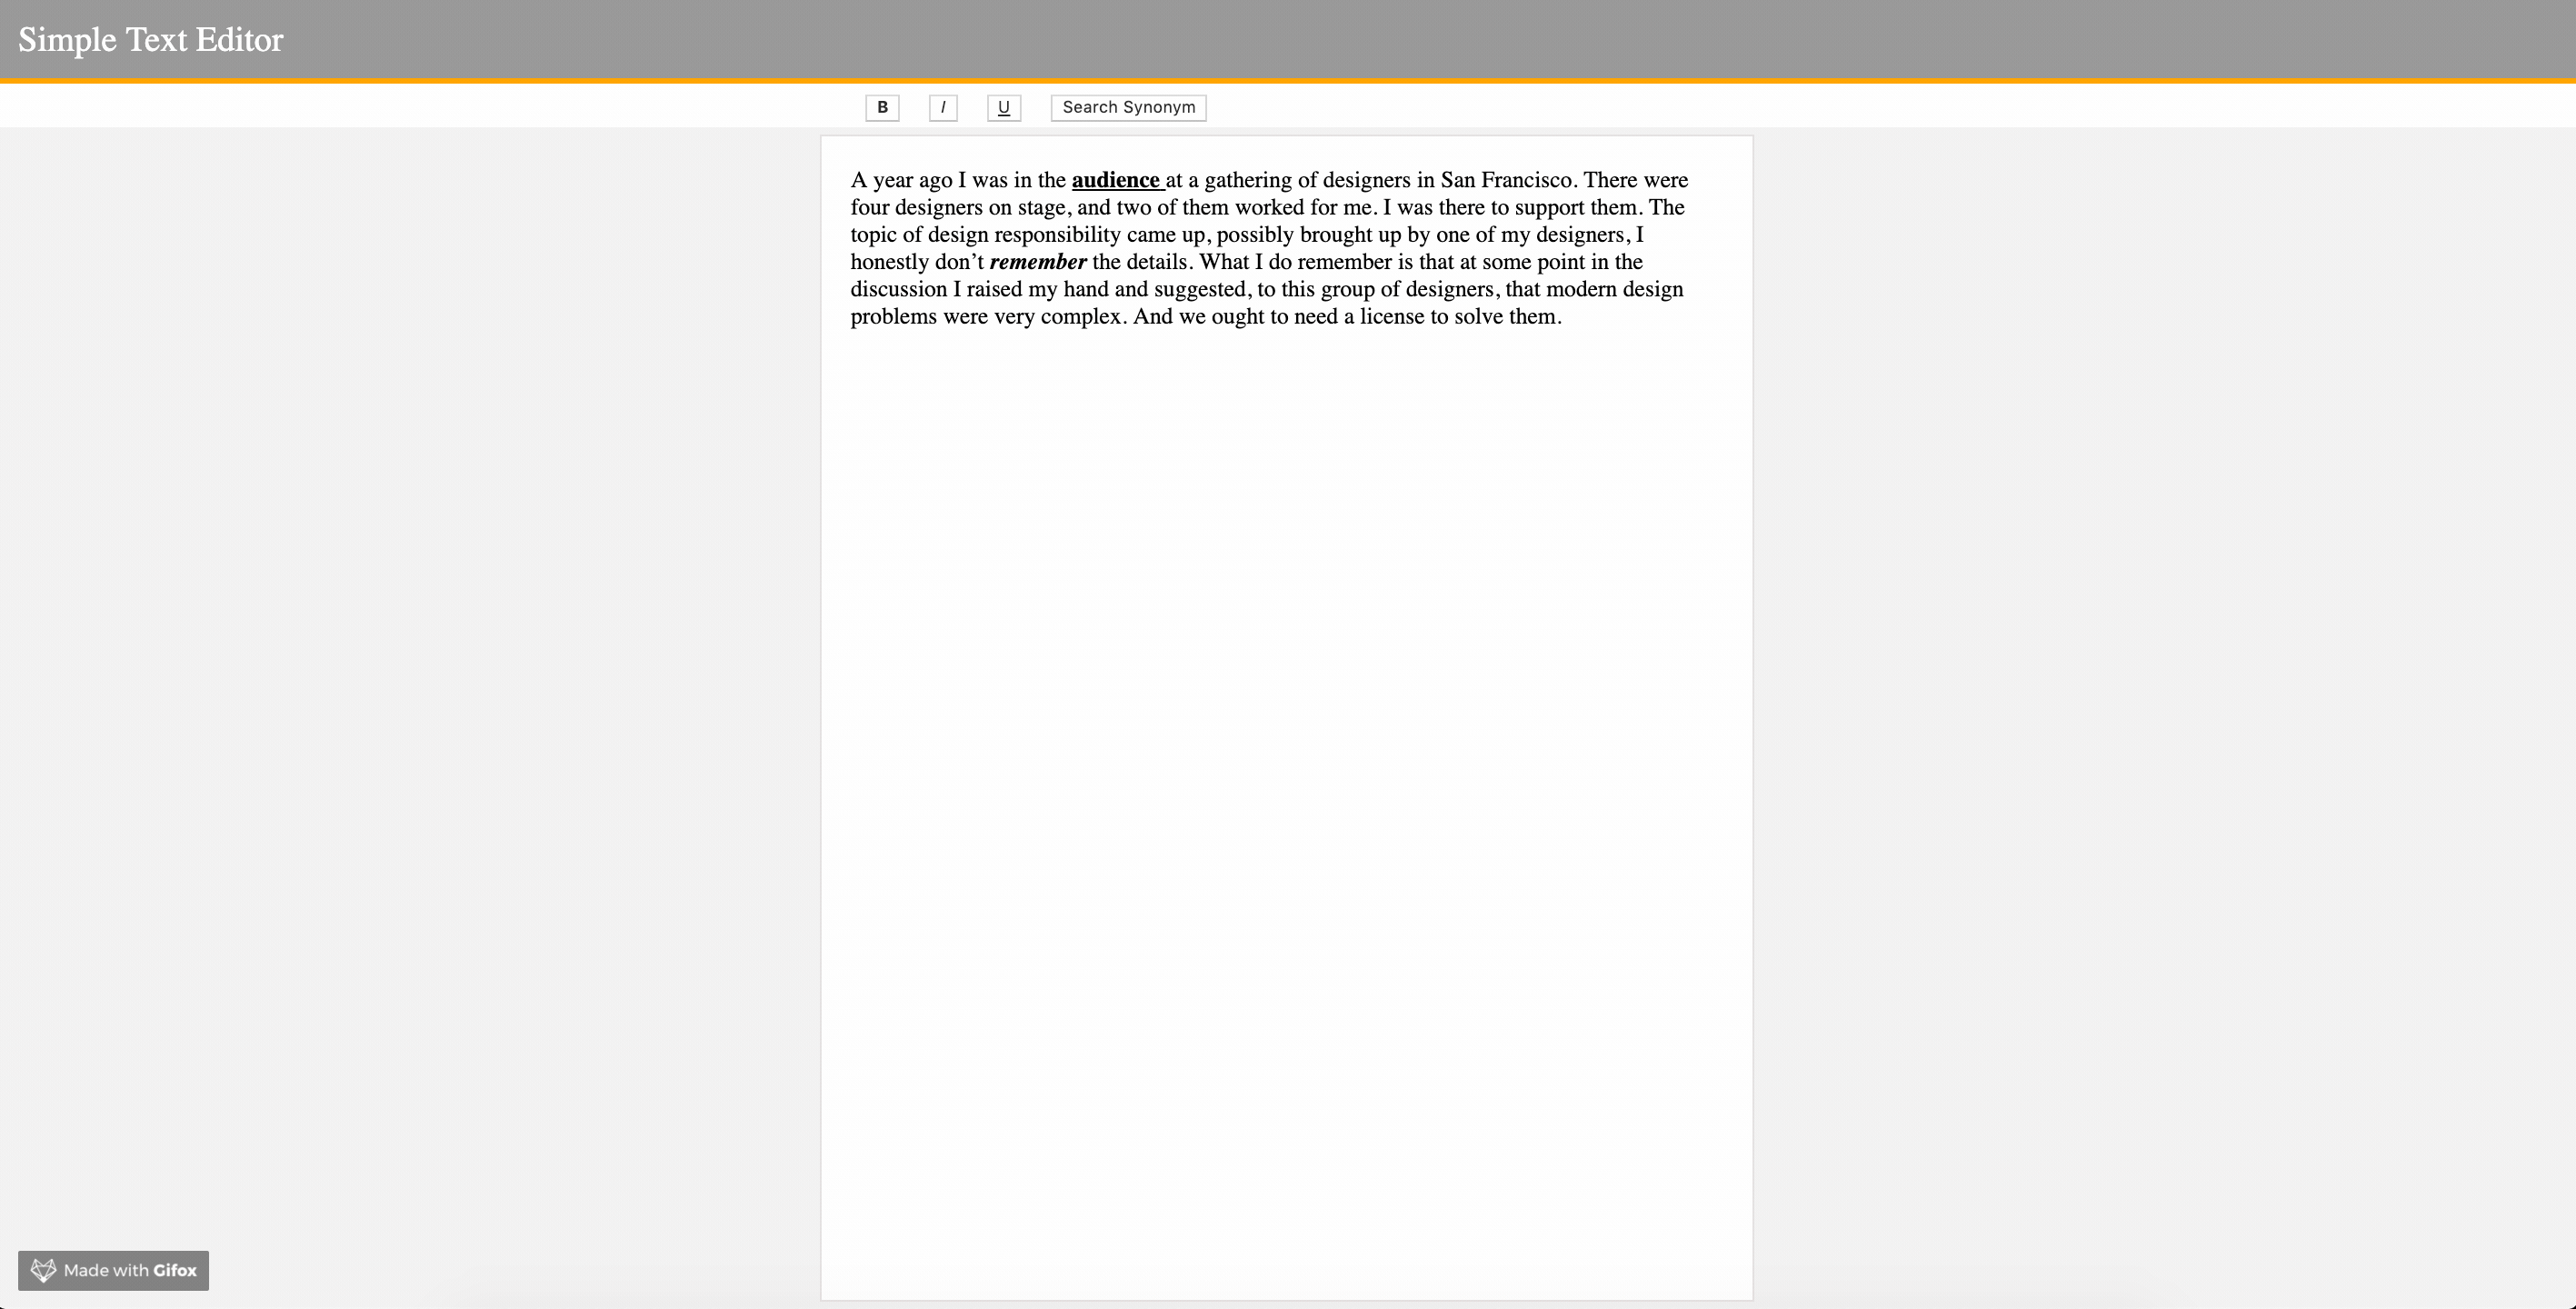 Simple Text Editor
B I U Search Synonym
A year ago I was in the audience at a gathering of designers in San Francisco. There were
four designers on stage, and two of them worked for me. I was there to support them. The
topic of design responsibility came up, possibly brought up by one of my designers, I
honestly don’t remember the details. What I do remember is that at some point in the
discussion I raised my hand and suggested, to this group of designers, that modern design
problems were very complex. And we ought to need a license to solve them.
Made with Gifox